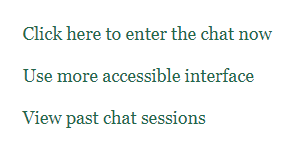 Click here to enter the chat now
Use more accessible interface
View past chat sessions